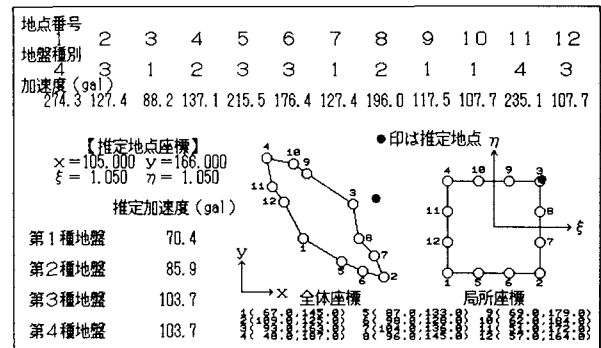 地点番号
1 2 3 4 5 6 7 8 9 10 11 12
地盤種別
4 3 1 2 3 3 1 2 1 1 4 3
加速度(gal)
274.3 127.4 88.2 137.1 215.5 176.4 127.4 196.0 117.5 107.7 235.1 107.7
【推定地点座標】
x=105.000 y=166.000
ξ= 1.050 η= 1.050
推定加速度(gal)
第1種地盤 70.4
第2種地盤 85.9
第3種地盤 103.7
第4種地盤 103.7
●印は推定地点
4 10 9 3 11 12 8 7 1 5 6 2
y
x
全体座標
η
4 10 9 3
11 8
12 7
1 5 6 2
ξ
局所座標